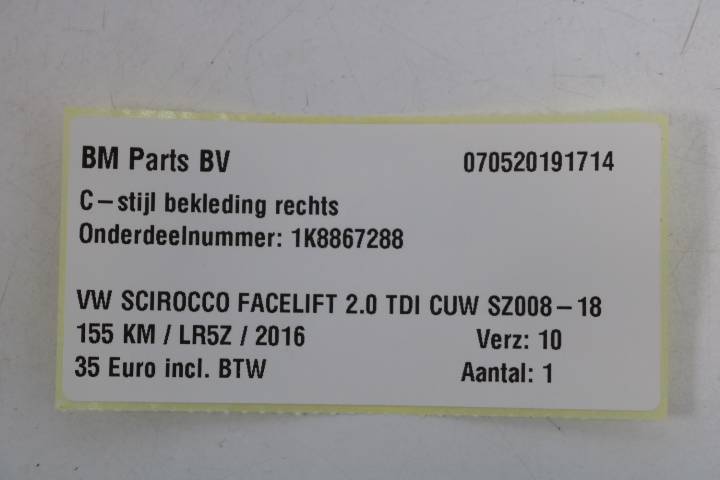 BM Parts BV 070520191714
C-stijl bekleding rechts
Onderdeelnummer: 1K8867288
VW SCIROCCO FACELIFT 2.0 TDI CUW SZ008-18
155 KM / LR5Z / 2016 Verz: 10
35 Euro incl. BTW Aantal: 1